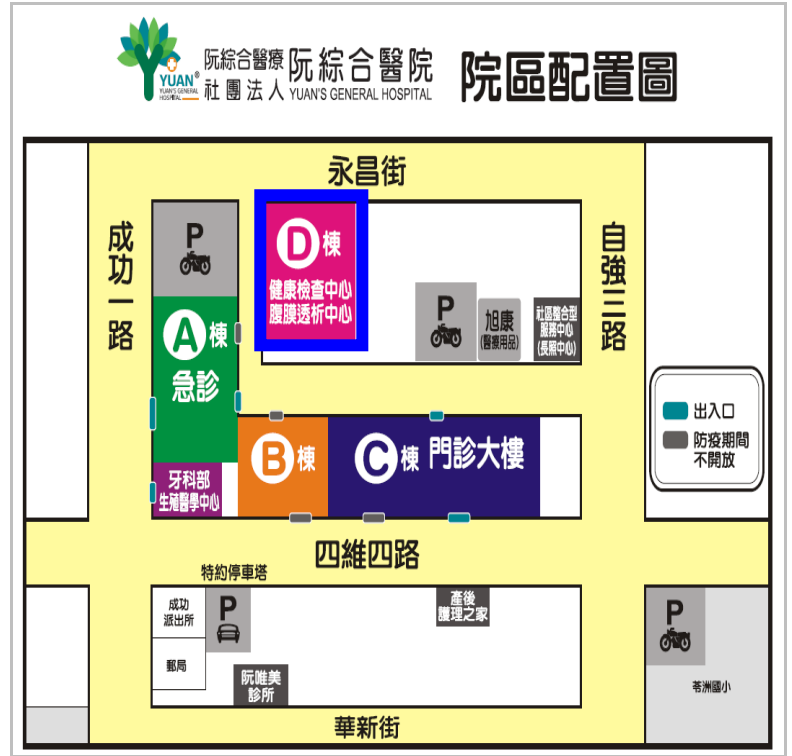 阮綜合醫療
社團法人
阮綜合醫院
YUAN'S GENERAL HOSPITAL
院區配置圖
YUAN®
YUAN'S GENERAL
HOSPITAL
永昌街
成功一路
自強三路
P
D棟
健康檢查中心
腹膜透析中心
A棟
急診
P
旭康
(醫療用品)
社區整合型
服務中心
(長照中心)
出入口
防疫期間
不開放
B棟
C棟 門診大樓
牙科部
生殖醫學中心
四維四路
特約停車塔
成功
派出所
P
產後
護理之家
P
郵局
阮唯美
診所
苓洲國小
華新街